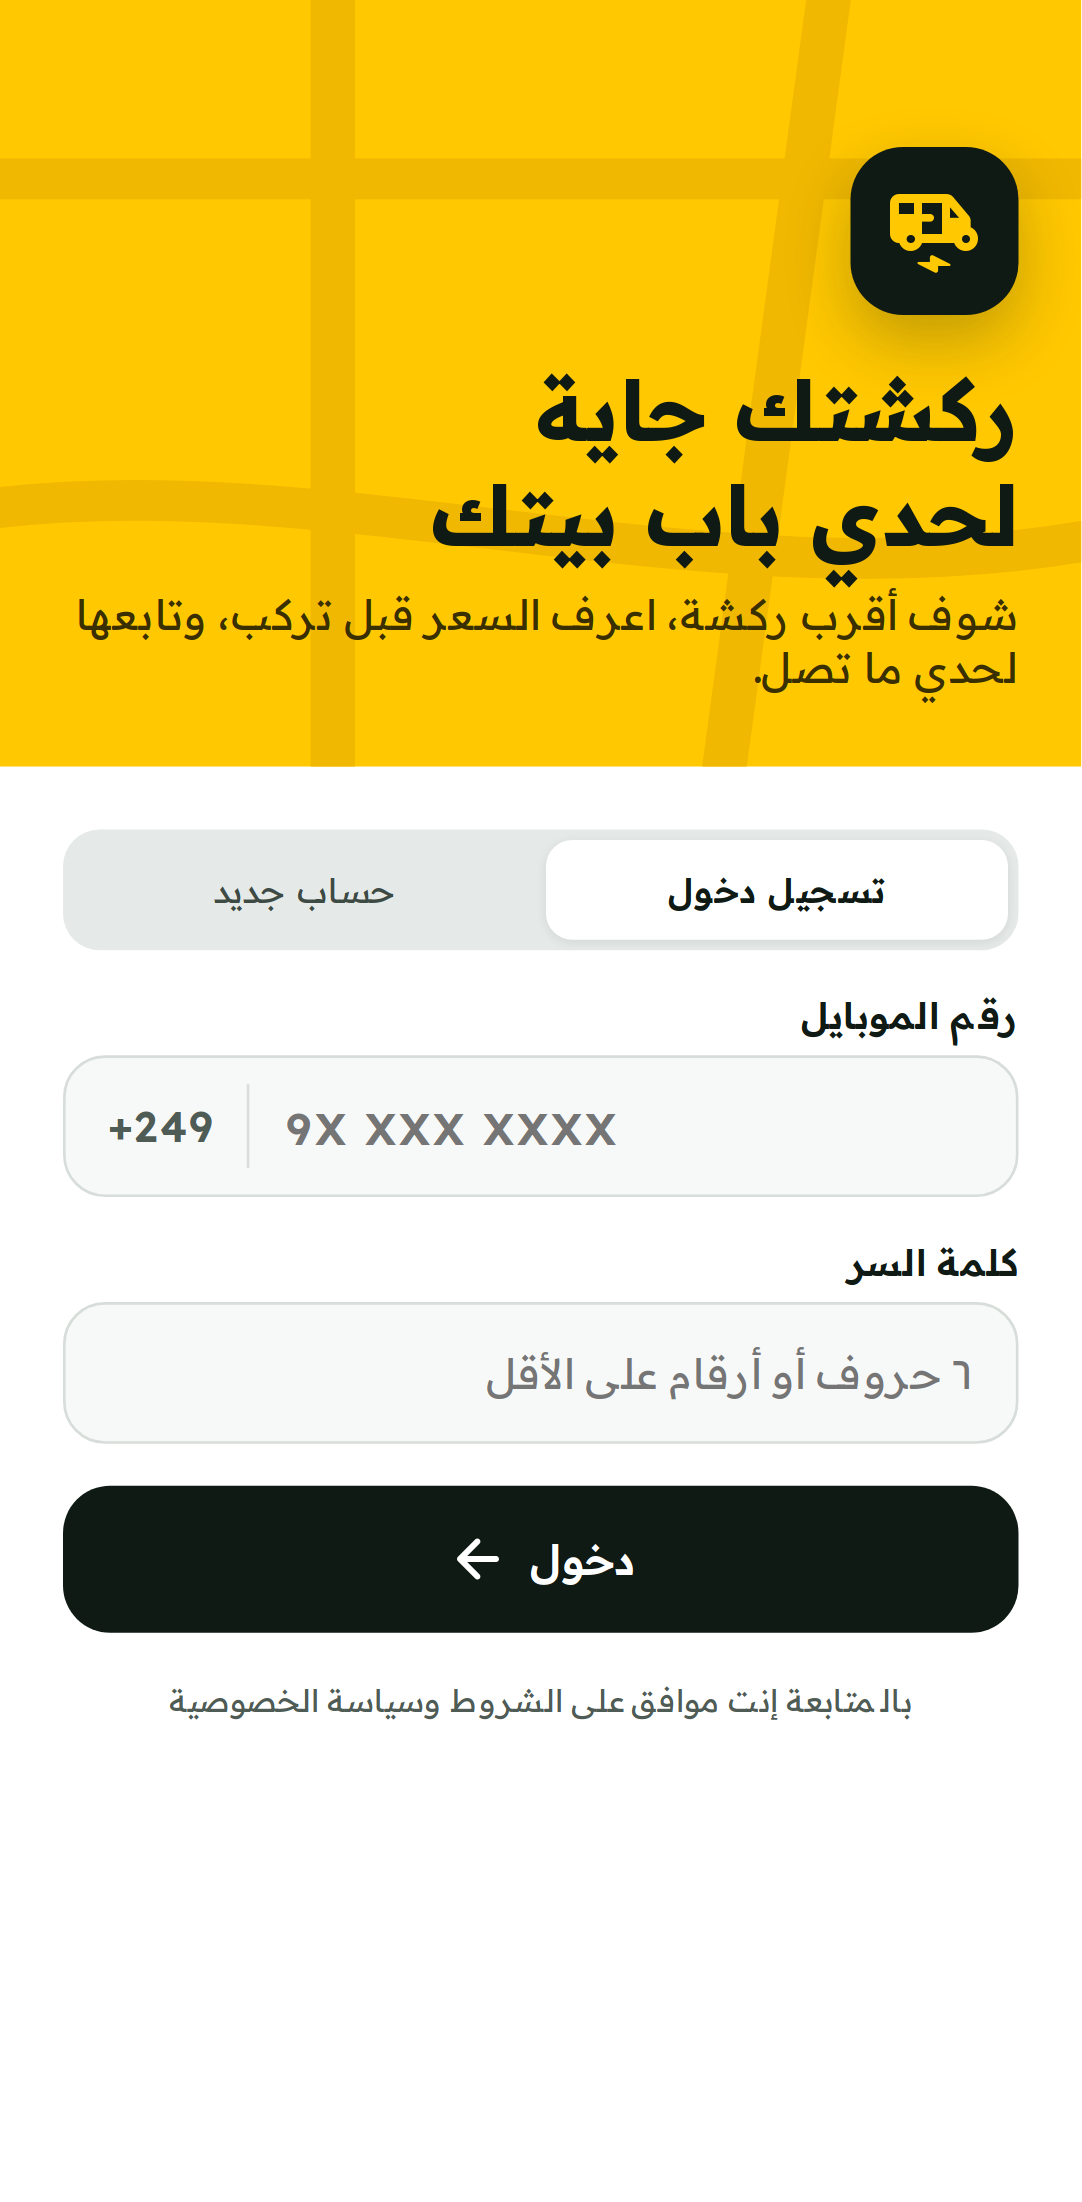 ركشتك جاية
لحدي باب بيتك
شوف أقرب ركشة، اعرف السعر قبل تركب، وتابعها
لحدي ما تصل.
تسجيل دخول
حساب جديد
رقم الموبايل
+249
9X XXX XXXX
كلمة السر
٦ حروف أو أرقام على الأقل
دخول
بالمتابعة إنت موافق على الشروط وسياسة الخصوصية